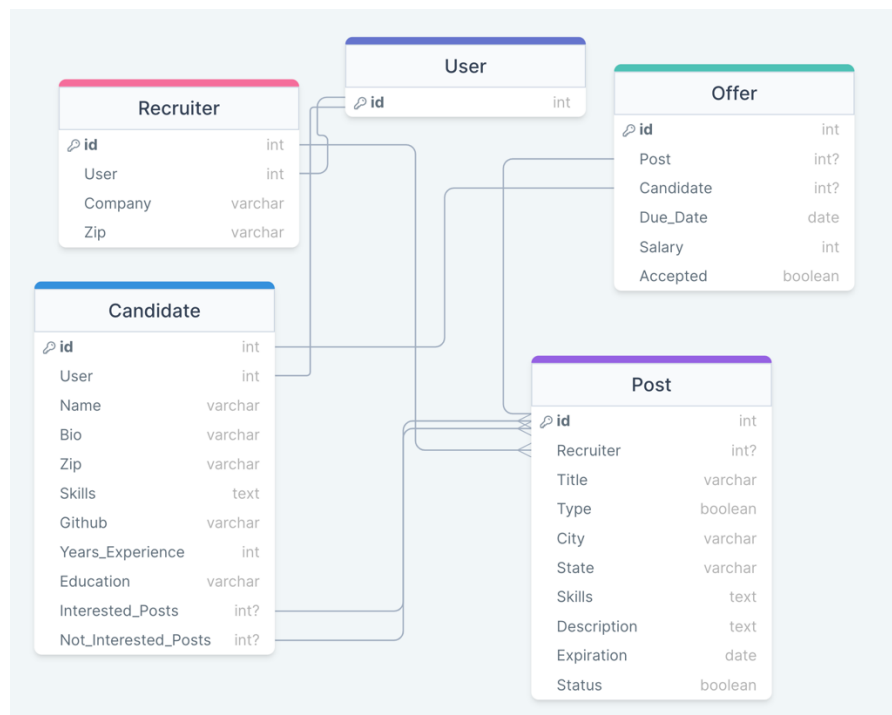 User
id int
Recruiter
id int
User int
Company varchar
Zip varchar
Offer
id int
Post int?
Candidate int?
Due_Date date
Salary int
Accepted boolean
Candidate
id int
User int
Name varchar
Bio varchar
Zip varchar
Skills text
Github varchar
Years_Experience int
Education varchar
Interested_Posts int?
Not_Interested_Posts int?
Post
id int
Recruiter int?
Title varchar
Type boolean
City varchar
State varchar
Skills text
Description text
Expiration date
Status boolean